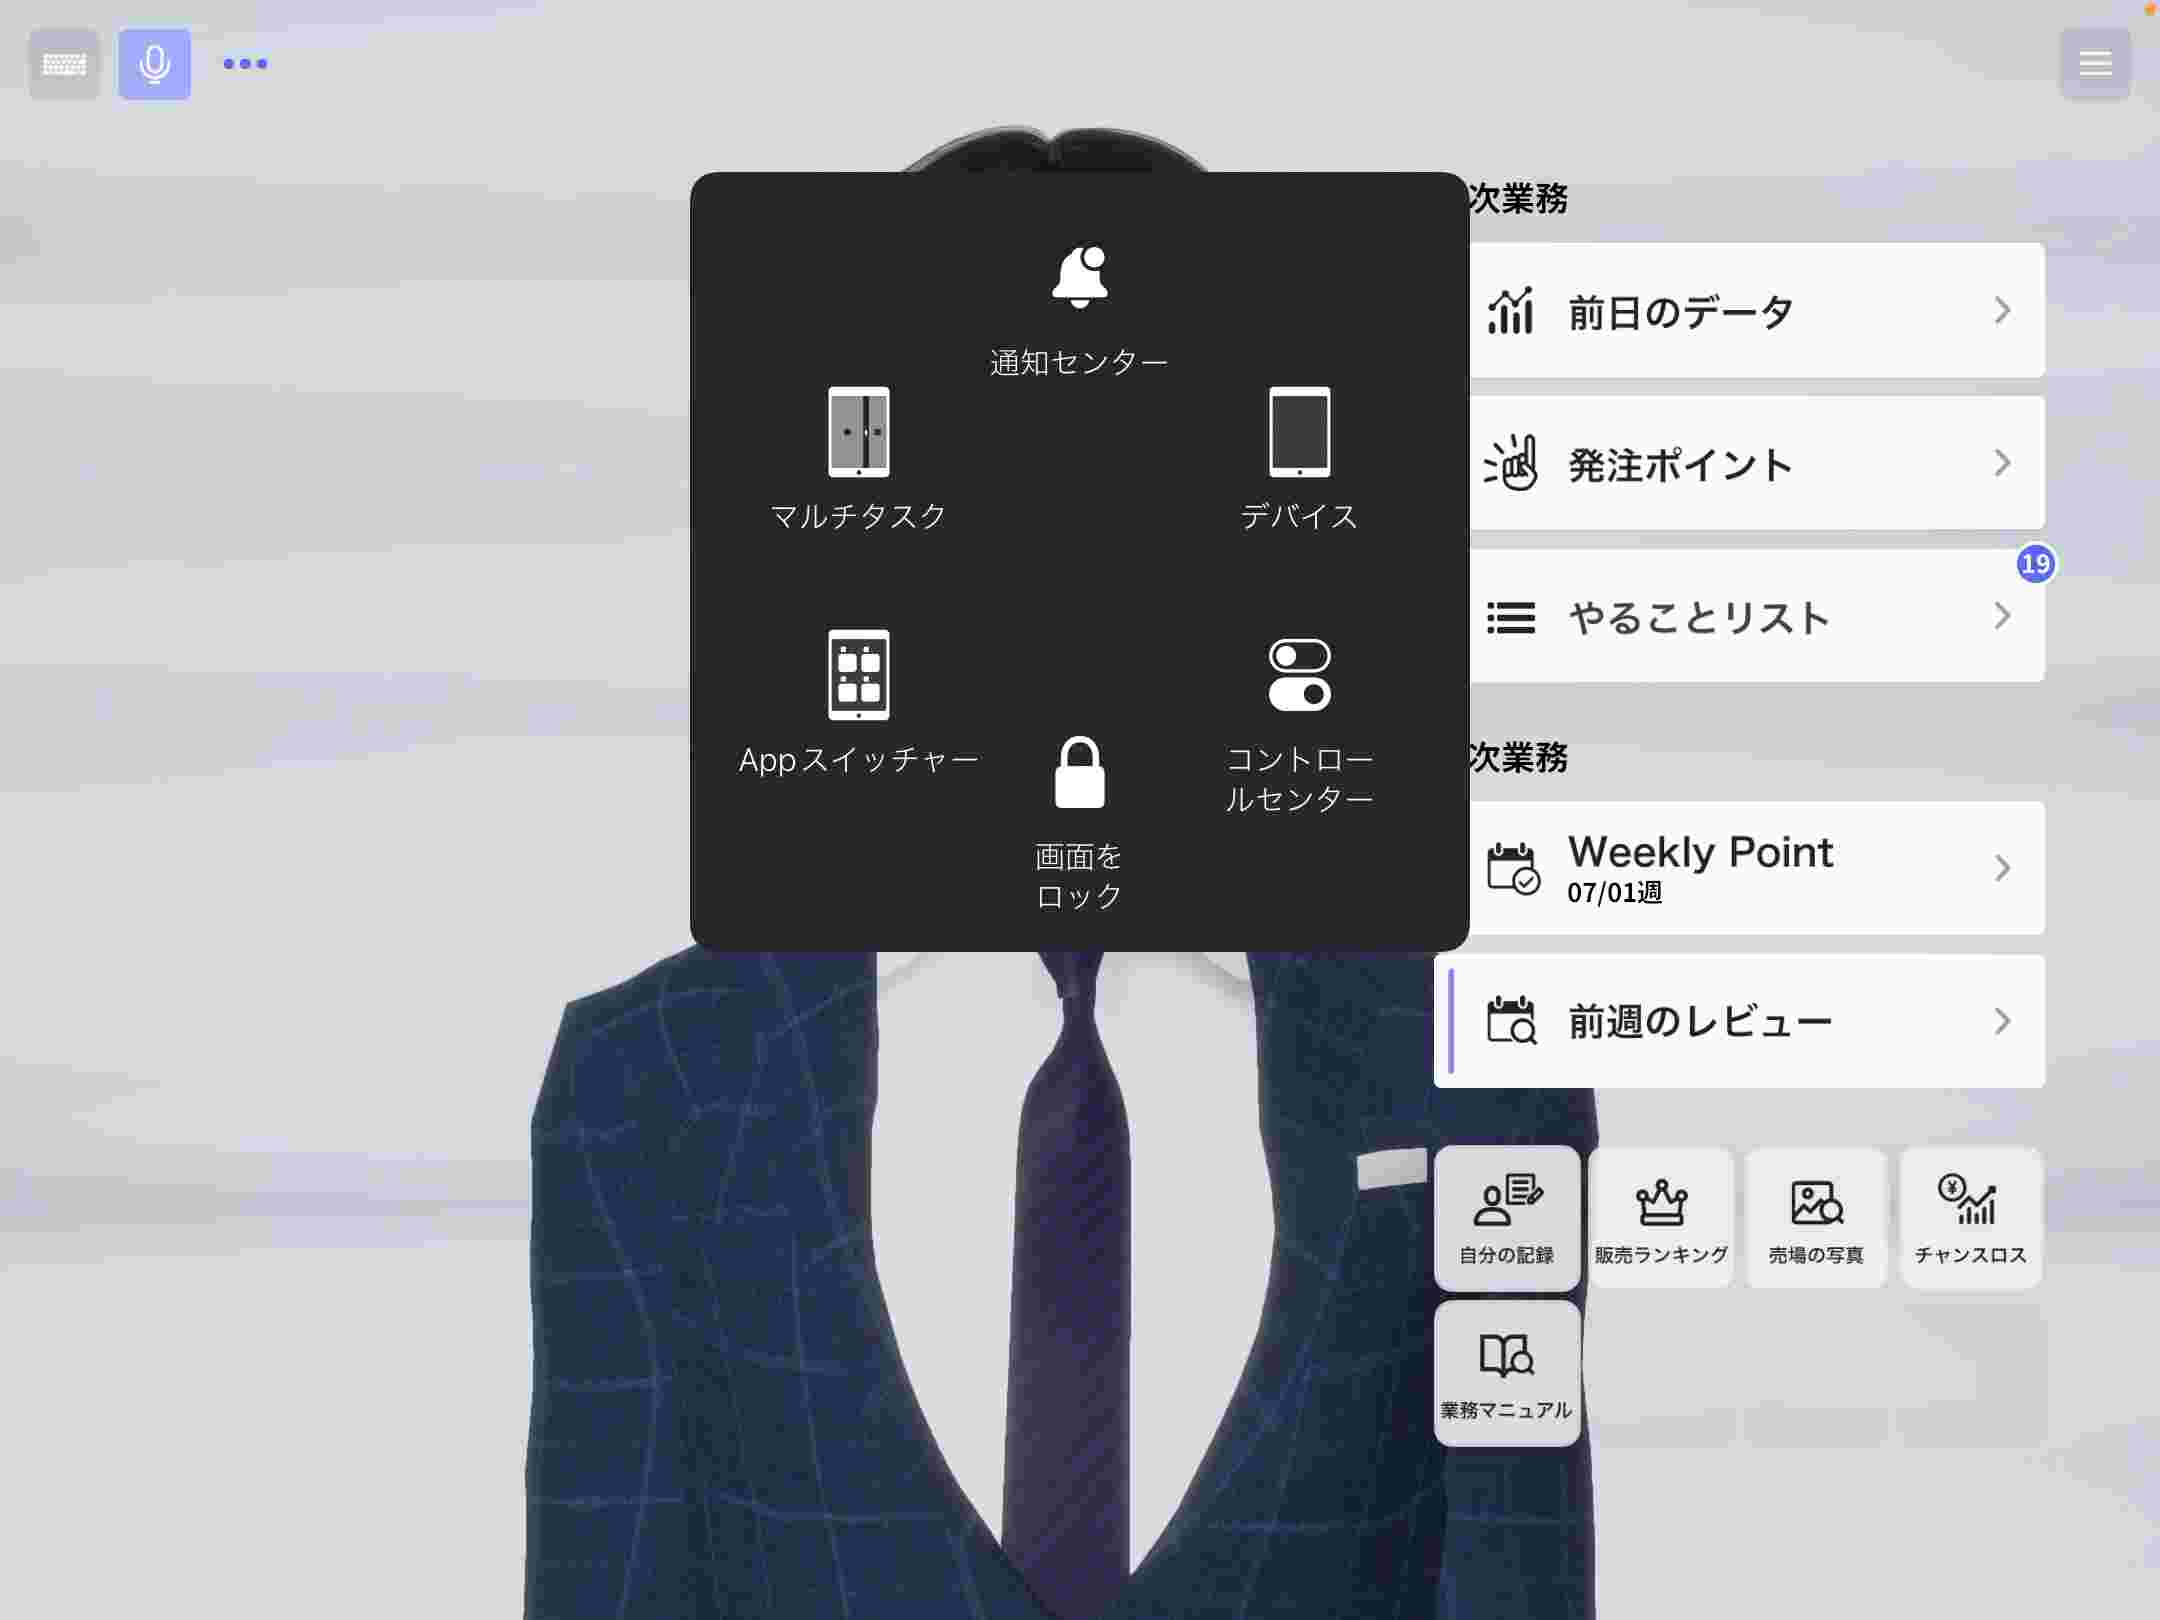 通知センター
マルチタスク
デバイス
Appスイッチャー
コントロー
ルセンター
画面を
ロック
次業務
前日のデータ
発注ポイント
19
やることリスト
次業務
Weekly Point
07/01週
前週のレビュー
自分の記録
販売ランキング
売場の写真
チャンスロス
業務マニュアル